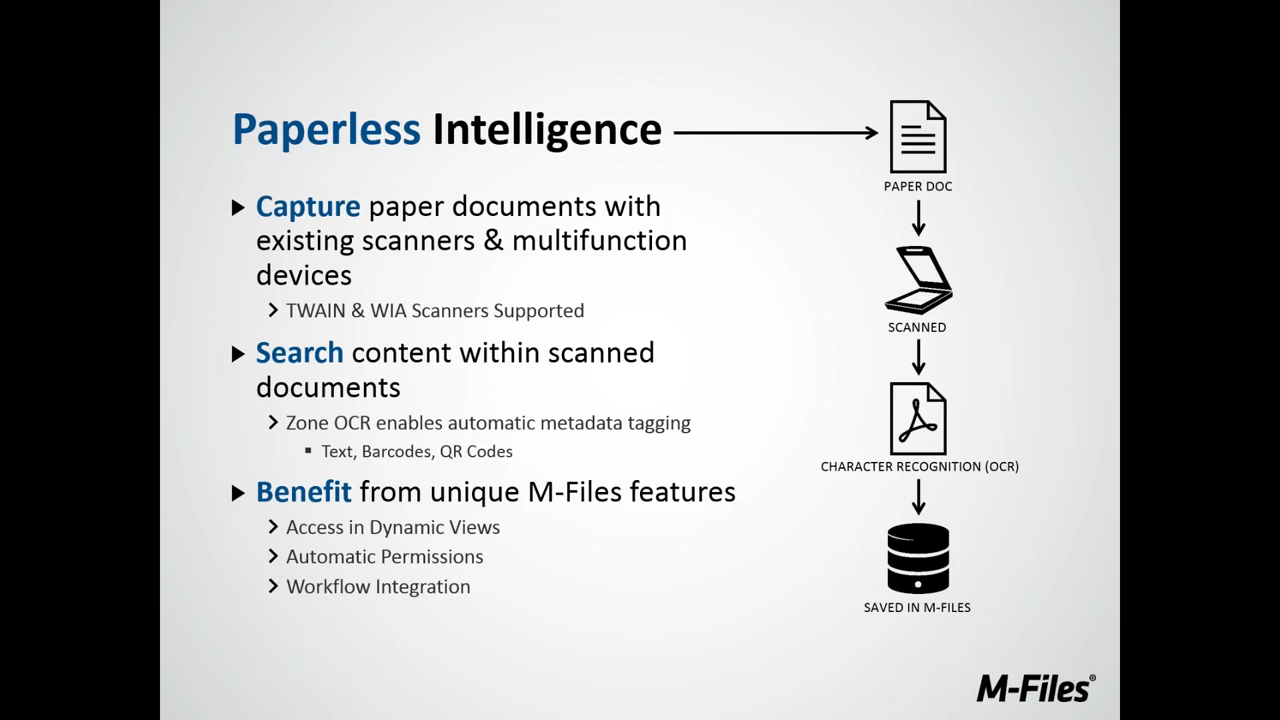 Paperless Intelligence
Capture paper documents with
existing scanners & multifunction
devices
TWAIN & WIA Scanners Supported
Search content within scanned
documents
Zone OCR enables automatic metadata tagging
Text, Barcodes, QR Codes
Benefit from unique M-Files features
Access in Dynamic Views
Automatic Permissions
Workflow Integration
PAPER DOC
SCANNED
CHARACTER RECOGNITION (OCR)
SAVED IN M-FILES
M-Files®